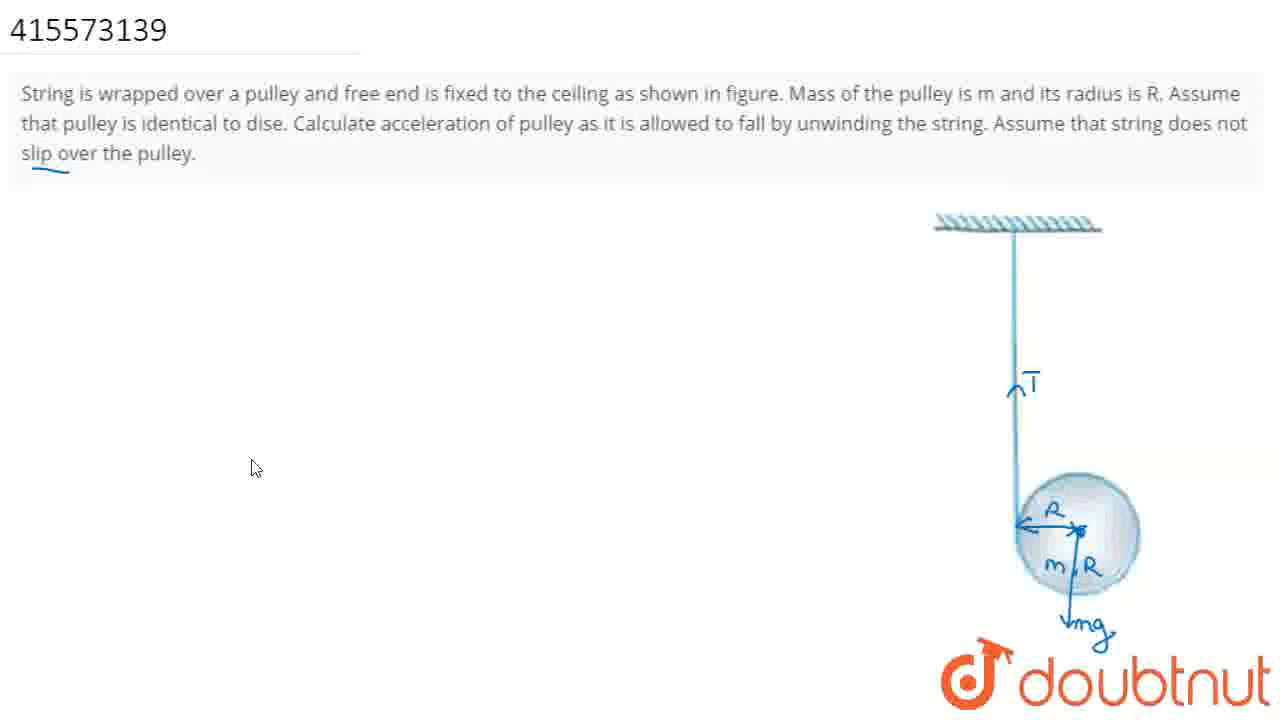 415573139
String is wrapped over a pulley and free end is fixed to the ceiling as shown in figure. Mass of the pulley is m and its radius is R. Assume
that pulley is identical to dise. Calculate acceleration of pulley as it is allowed to fall by unwinding the string. Assume that string does not
slip over the pulley.
T
R
m, R
mg
doubtnut